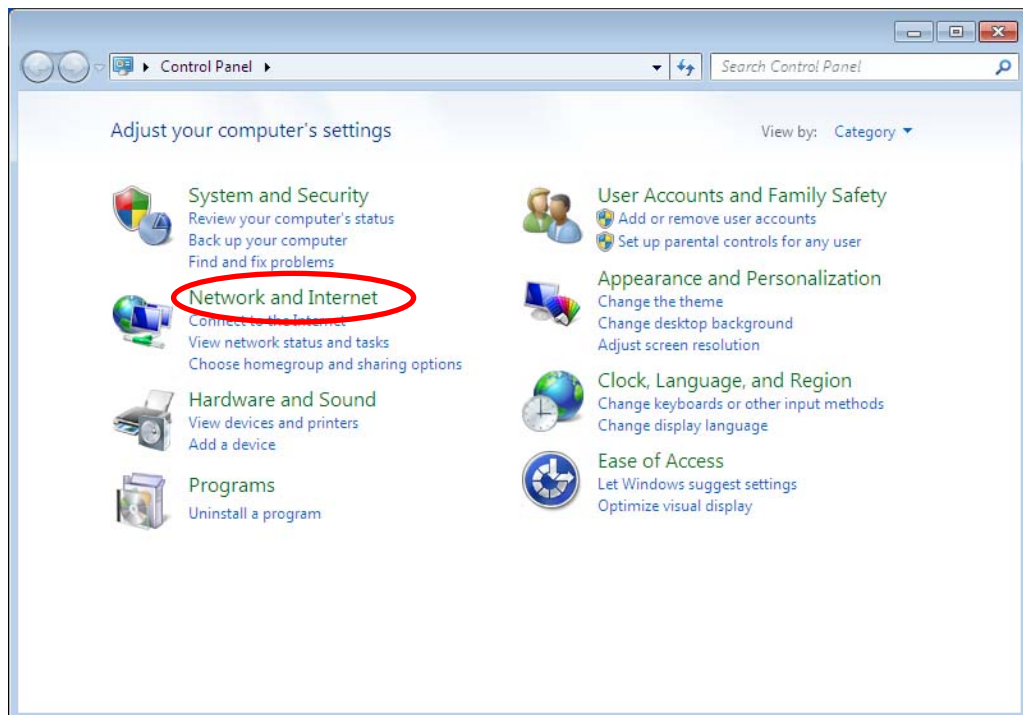 Control Panel
Search Control Panel
Adjust your computer's settings
View by: Category
System and Security
Review your computer's status
Back up your computer
Find and fix problems
Network and Internet
Connect to the Internet
View network status and tasks
Choose homegroup and sharing options
Hardware and Sound
View devices and printers
Add a device
Programs
Uninstall a program
User Accounts and Family Safety
Add or remove user accounts
Set up parental controls for any user
Appearance and Personalization
Change the theme
Change desktop background
Adjust screen resolution
Clock, Language, and Region
Change keyboards or other input methods
Change display language
Ease of Access
Let Windows suggest settings
Optimize visual display